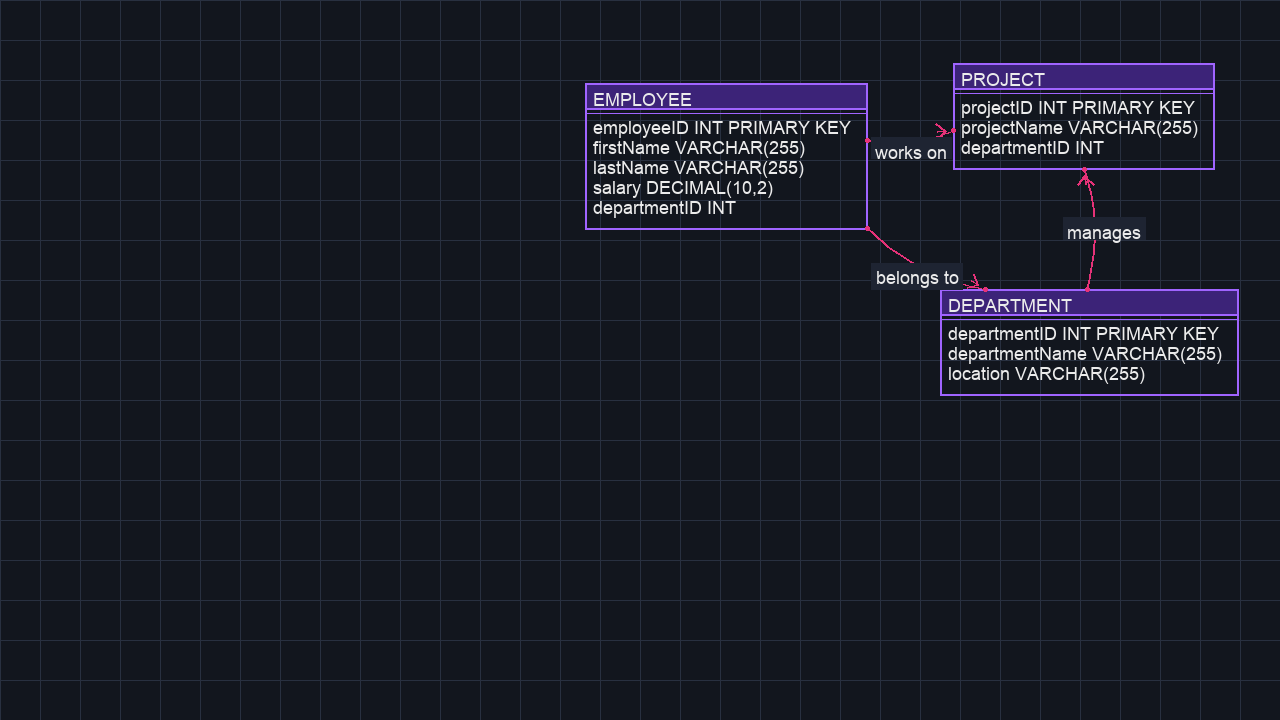 EMPLOYEE
employeeID INT PRIMARY KEY
firstName VARCHAR(255)
lastName VARCHAR(255)
salary DECIMAL(10,2)
departmentID INT
works on
PROJECT
projectID INT PRIMARY KEY
projectName VARCHAR(255)
departmentID INT
manages
belongs to
DEPARTMENT
departmentID INT PRIMARY KEY
departmentName VARCHAR(255)
location VARCHAR(255)